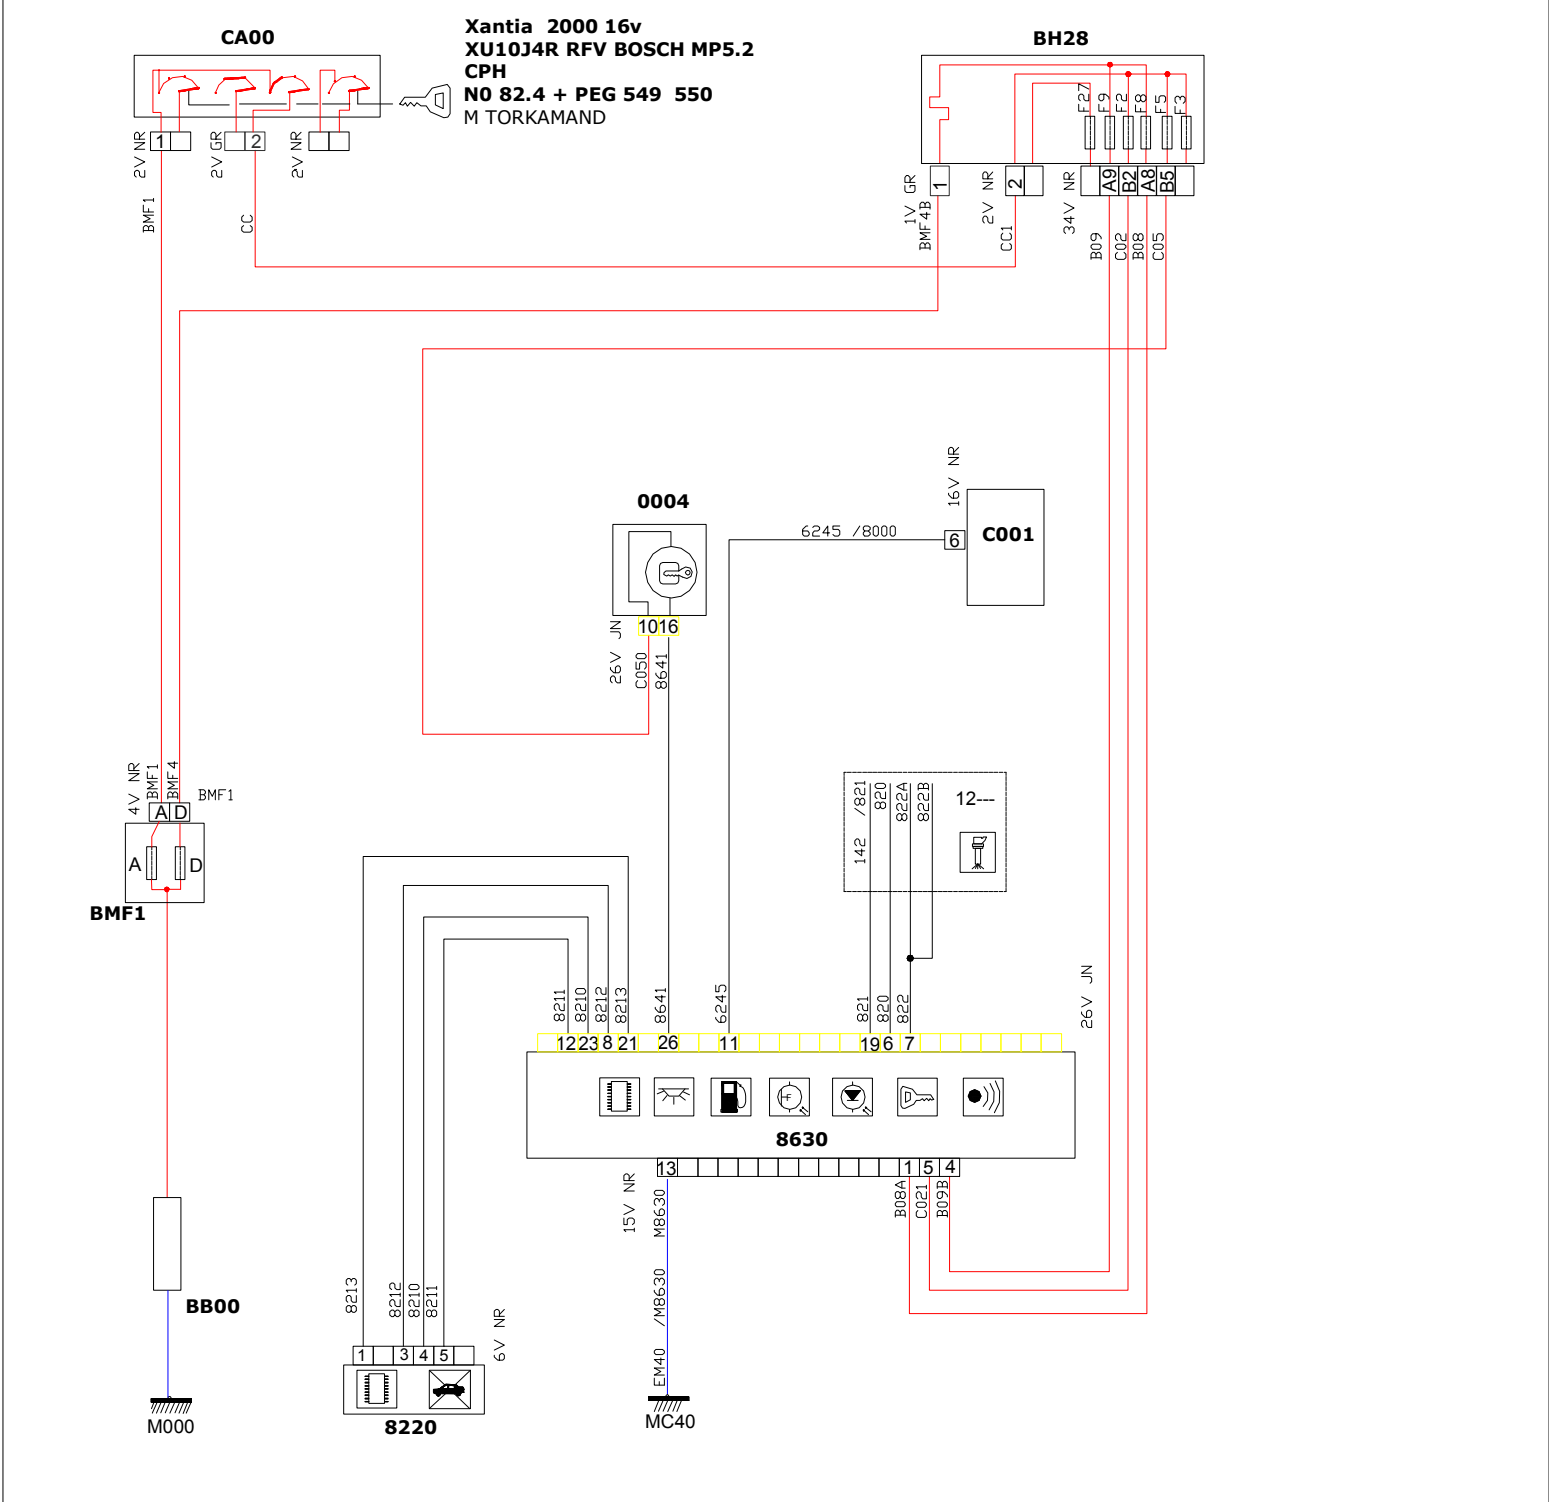 CA00
Xantia 2000 16v
XU10J4R RFV BOSCH MP5.2
CPH
N0 82.4 + PEG 549 550
M TORKAMAND
BH28
F27
F9
F2
F8
F5
F3
2V NR
1
2V GR
2
2V NR
1V GR
1
2V NR
2
34V NR
A9
B2
A8
B5
BMF1
CC
BMF4B
CC1
B09
C02
B08
C05
0004
10
16
26V JN
C050
8641
16V NR
6
C001
6245 /8000
4V NR
BMF1
BMF4
BMF1
A
D
A
D
BMF1
142 /821
820
822A
822B
12---
8211
8210
8212
8213
8641
6245
821
820
822
26V JN
12
23
8
21
26
11
19
6
7
8630
13
1
5
4
15V NR
M8630
B08A
C021
B09B
EM40 /M8630
MC40
BB00
M000
8213
8212
8210
8211
6V NR
1
3
4
5
8220